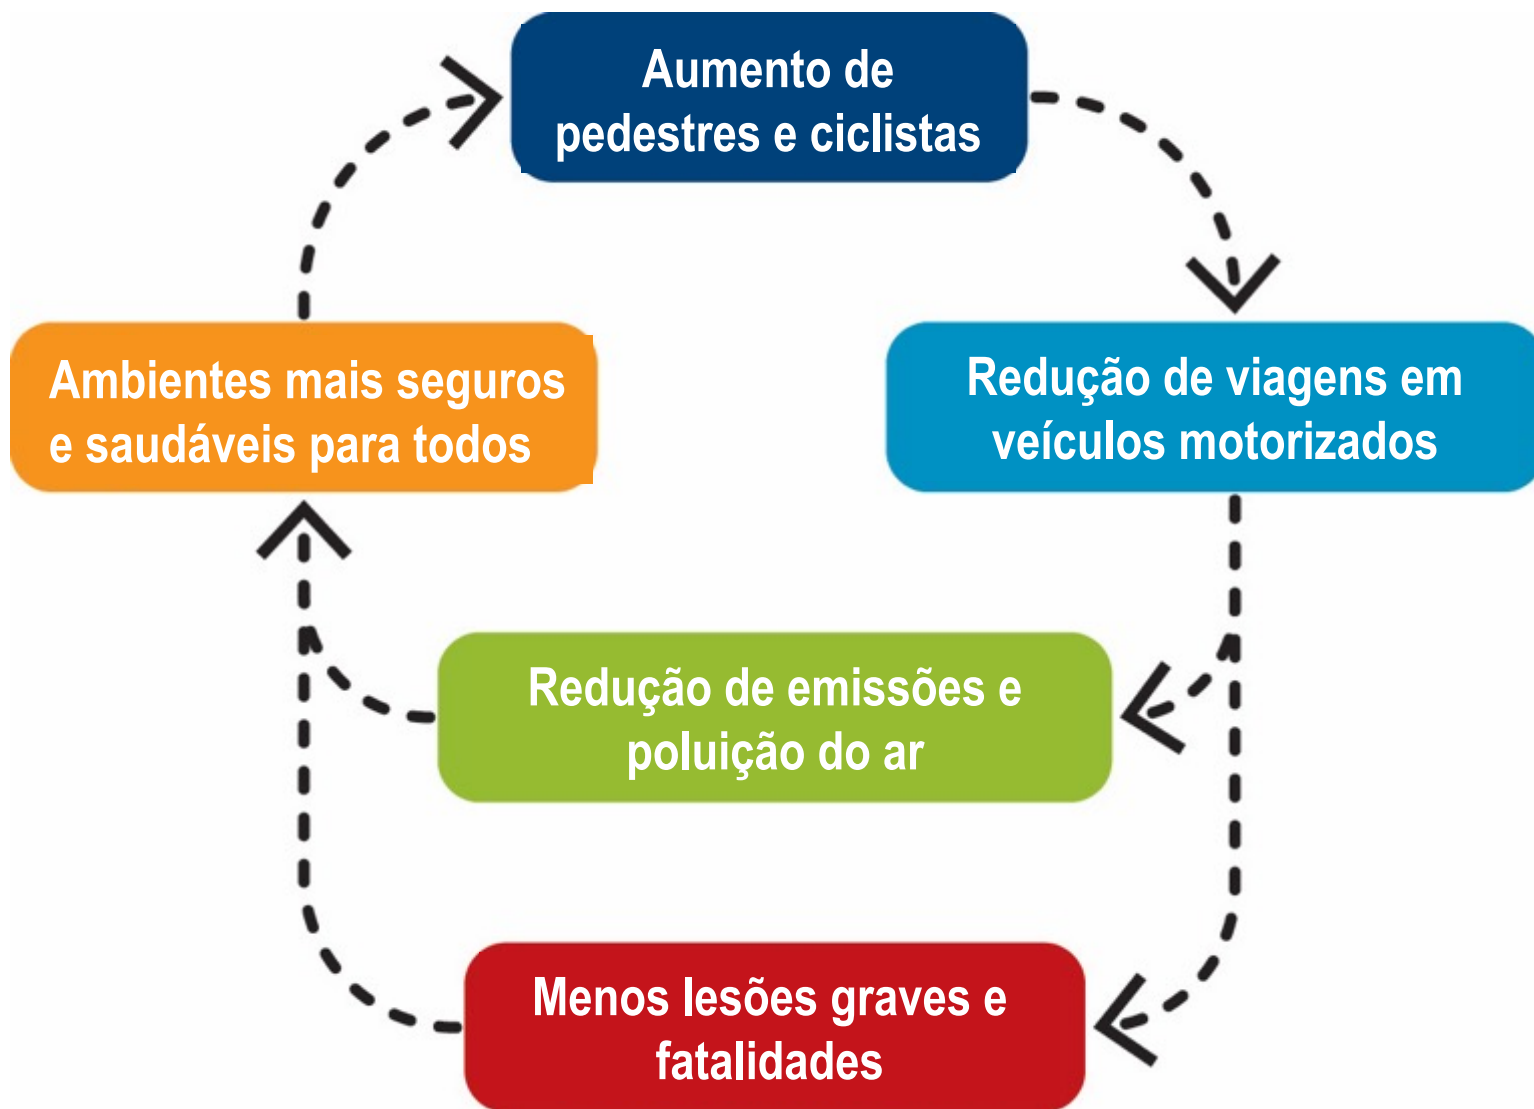 Aumento de
pedestres e ciclistas
Ambientes mais seguros
e saudáveis para todos
Redução de viagens em
veículos motorizados
Redução de emissões e
poluição do ar
Menos lesões graves e
fatalidades